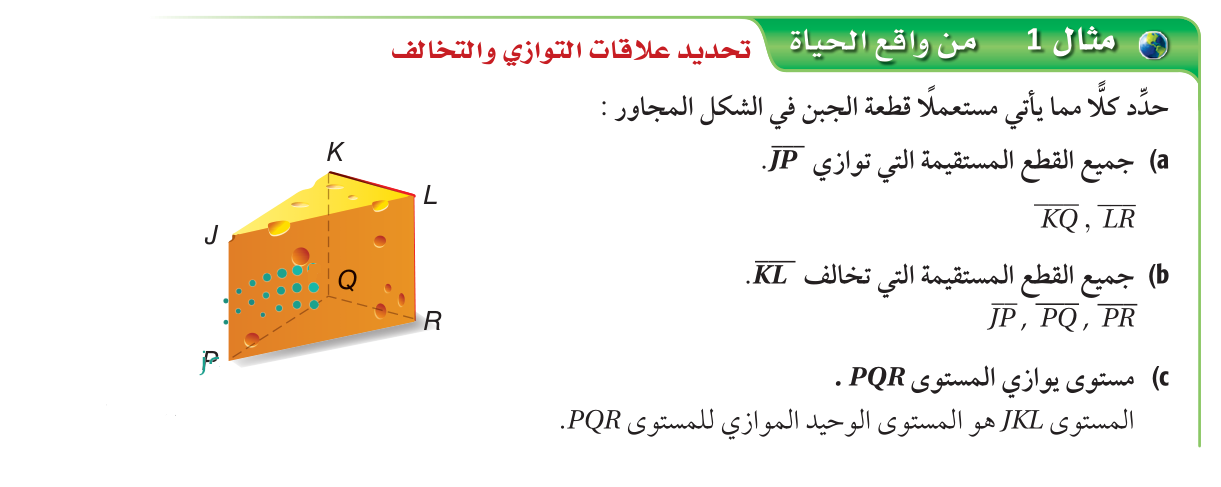 مثال 1 من واقع الحياة
تحديد علاقات التوازي والتخالف
حدِّد كلًّا مما يأتي مستعملًا قطعة الجبن في الشكل المجاور :
a) جميع القطع المستقيمة التي توازي JP.
KQ , LR
b) جميع القطع المستقيمة التي تخالف KL.
JP , PQ , PR
c) مستوى يوازي المستوى PQR .
المستوى JKL هو المستوى الوحيد الموازي للمستوى PQR.
K
L
J
Q
R
P